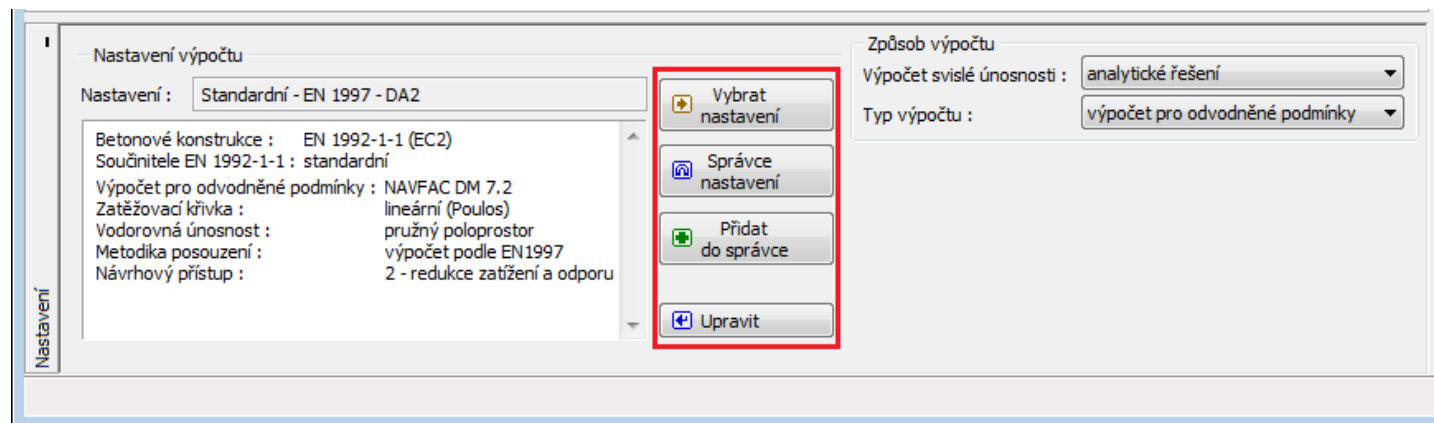 Nastavení výpočtu
Nastavení : Standardní - EN 1997 - DA2
Betonové konstrukce : EN 1992-1-1 (EC2)
Součinitele EN 1992-1-1 : standardní
Výpočet pro odvodněné podmínky : NAVFAC DM 7.2
Zatěžovací křivka : lineární (Poulos)
Vodorovná únosnost : pružný poloprostor
Metodika posouzení : výpočet podle EN1997
Návrhový přístup : 2 - redukce zatížení a odporu
Vybrat
nastavení
Správce
nastavení
Přidat
do správce
Upravit
Způsob výpočtu
Výpočet svislé únosnosti : analytické řešení
Typ výpočtu : výpočet pro odvodněné podmínky
Nastavení